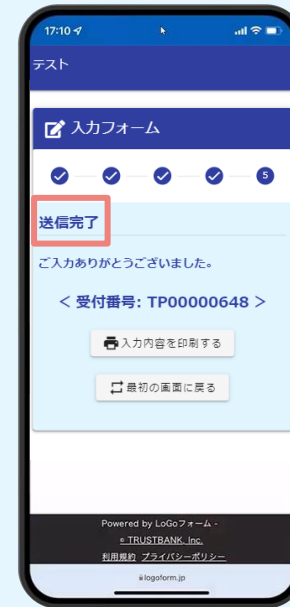 17:10
テスト
入力フォーム
5
送信完了
ご入力ありがとうございました。
< 受付番号: TP00000648 >
入力内容を印刷する
最初の画面に戻る
Powered by LoGoフォーム -
© TRUSTBANK, Inc.
利用規約 プライバシーポリシー
logoform.jp